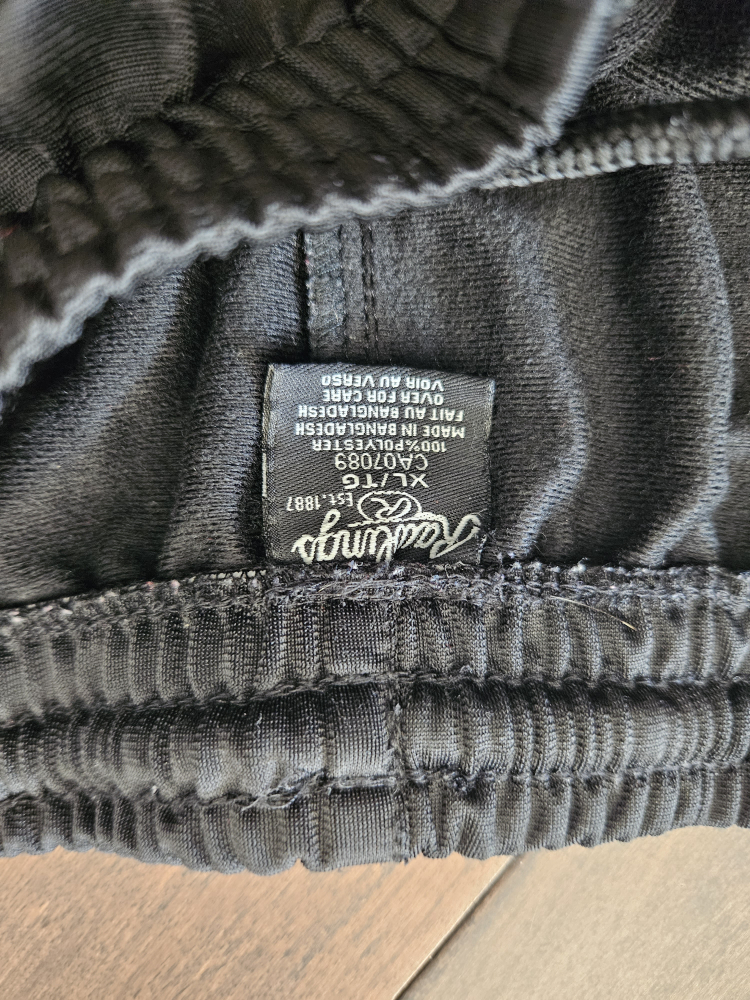 Rawlings
R Est. 1887
XL/TG
CA07089
100%POLYESTER
MADE IN BANGLADESH
FAIT AU BANGLADESH
OVER FOR CARE
VOIR AU VERSO